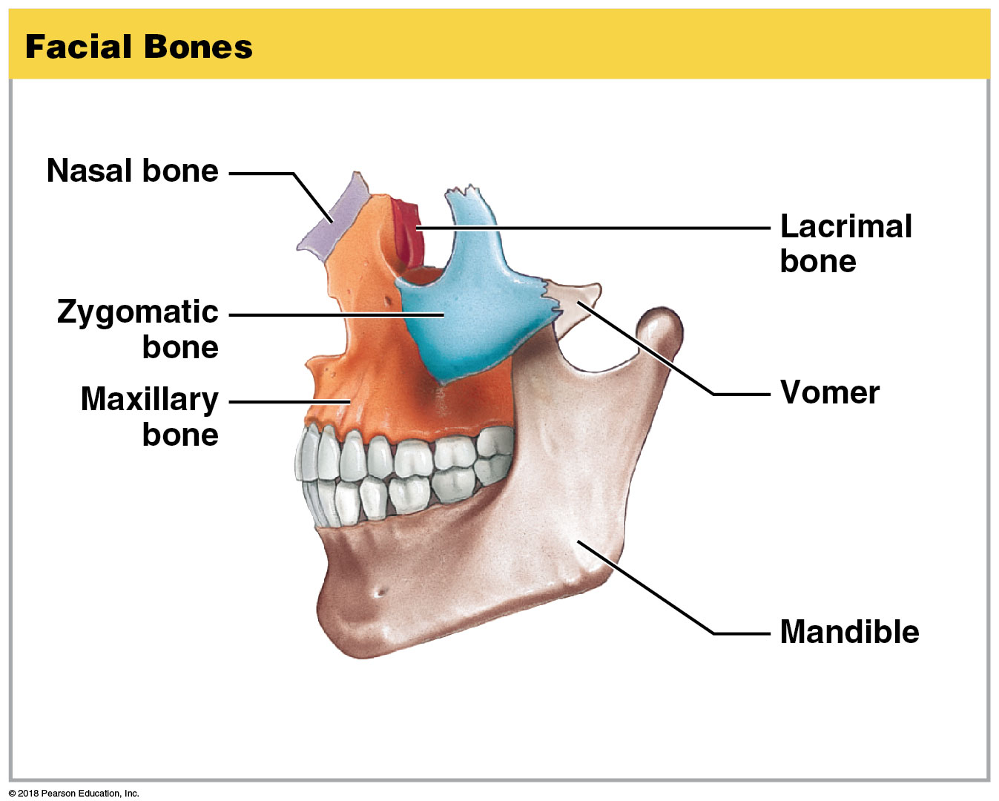 Facial Bones
Nasal bone
Lacrimal
bone
Zygomatic
bone
Maxillary
bone
Vomer
Mandible
© 2018 Pearson Education, Inc.